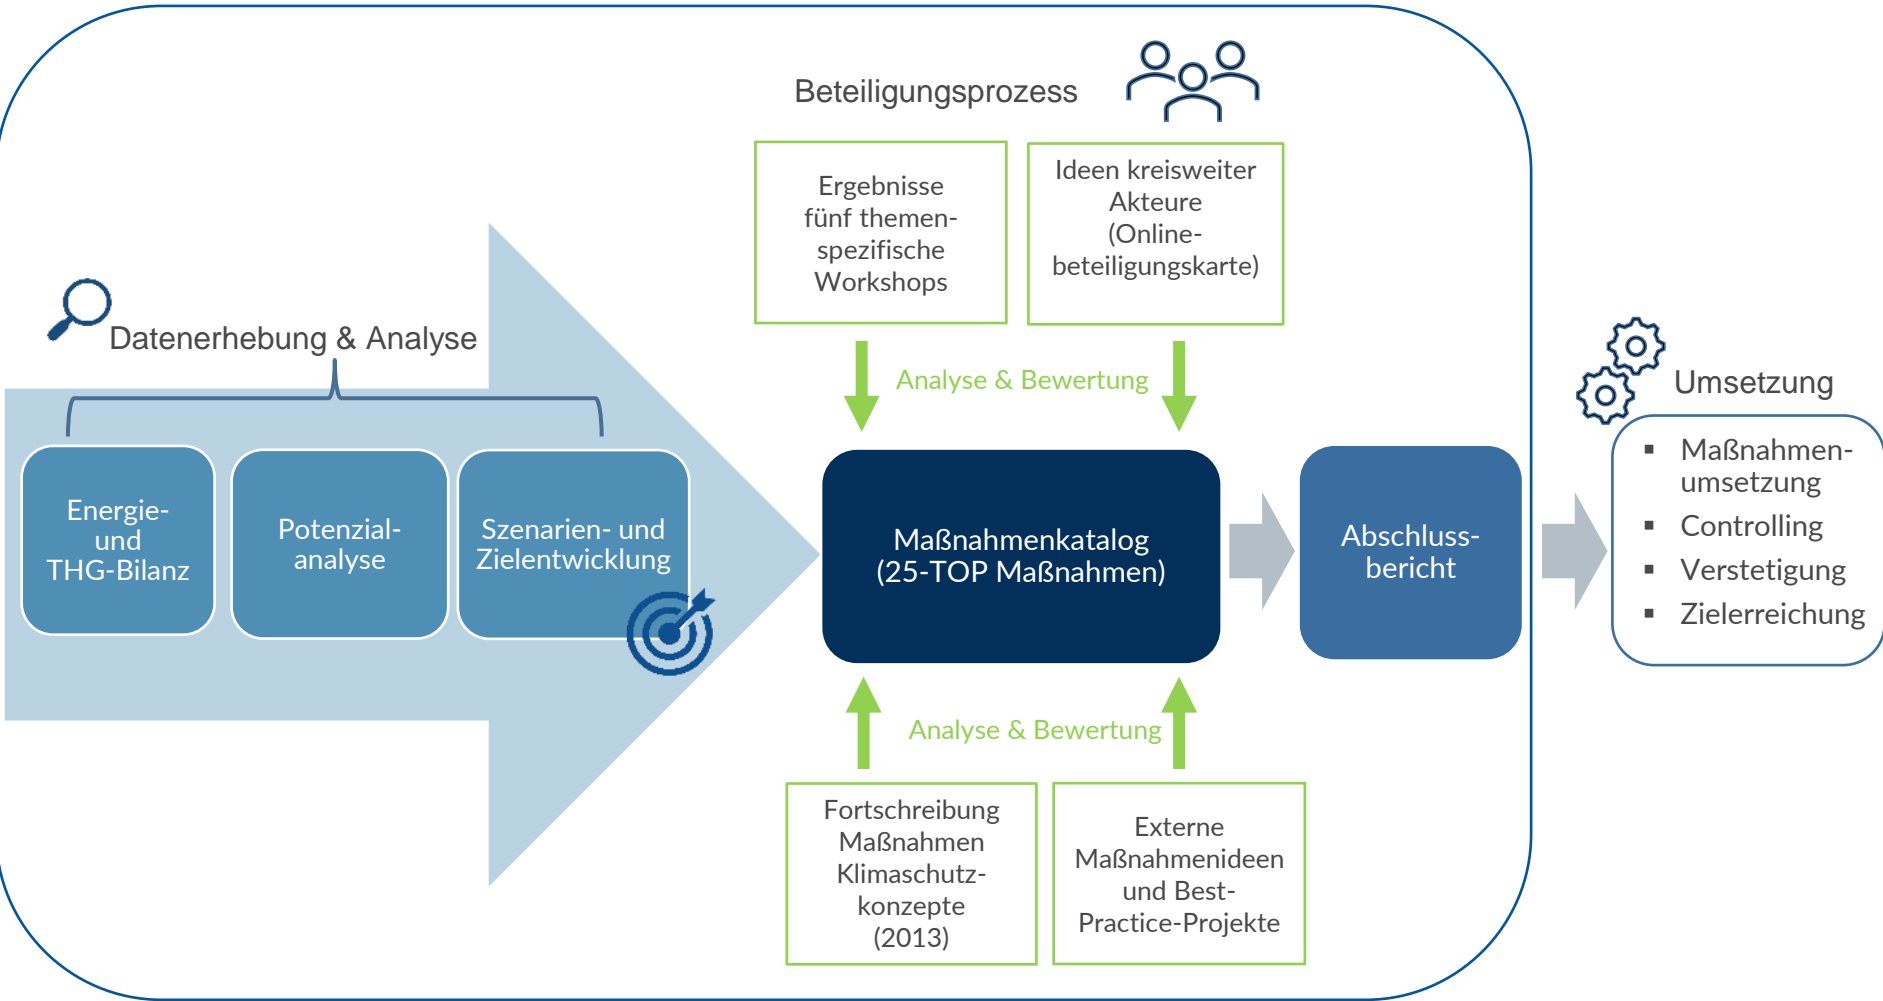 Beteiligungsprozess
Ergebnisse
fünf themen-
spezifische
Workshops
Ideen kreisweiter
Akteure
(Online-
beteiligungskarte)
Analyse & Bewertung
Datenerhebung & Analyse
Energie-
und
THG-Bilanz
Potenzial-
analyse
Szenarien- und
Zielentwicklung
Maßnahmenkatalog
(25-TOP Maßnahmen)
Abschluss-
bericht
Umsetzung
▪ Maßnahmen-
umsetzung
▪ Controlling
▪ Verstetigung
▪ Zielerreichung
Analyse & Bewertung
Fortschreibung
Maßnahmen
Klimaschutz-
konzepte
(2013)
Externe
Maßnahmenideen
und Best-
Practice-Projekte